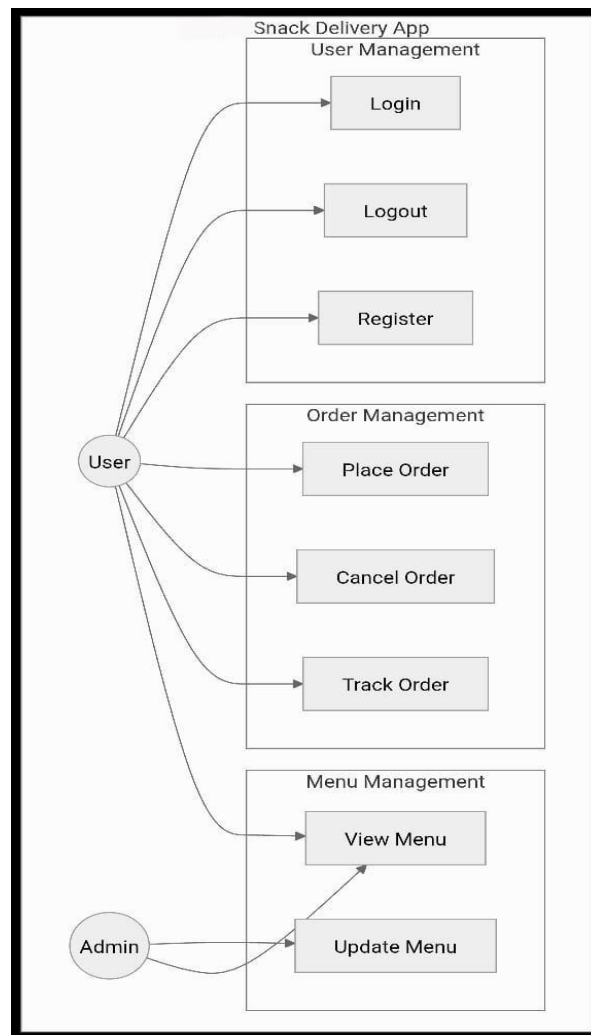 Snack Delivery App
User Management
Login
Logout
Register
Order Management
User
Place Order
Cancel Order
Track Order
Menu Management
View Menu
Admin
Update Menu